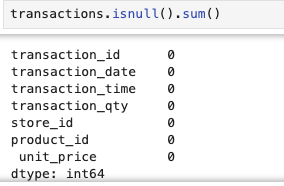 transactions.isnull().sum()
transaction_id      0
transaction_date    0
transaction_time    0
transaction_qty     0
store_id            0
product_id          0
 unit_price         0
dtype: int64